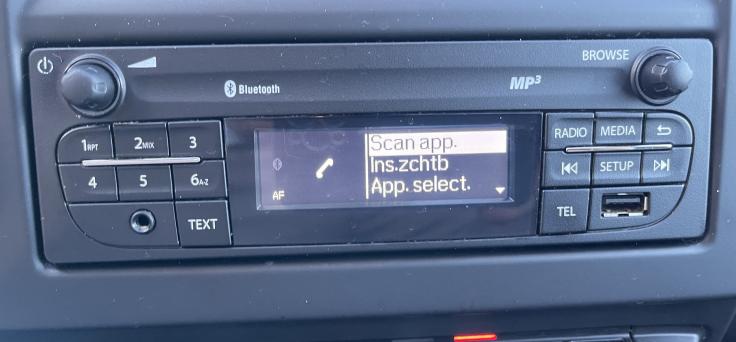 BROWSE
Bluetooth
MP3
1RPT 2MIX 3
4 5 6A-Z
TEXT
Scan app.
Ins.zchtb
App. select.
AF
RADIO MEDIA
SETUP
TEL